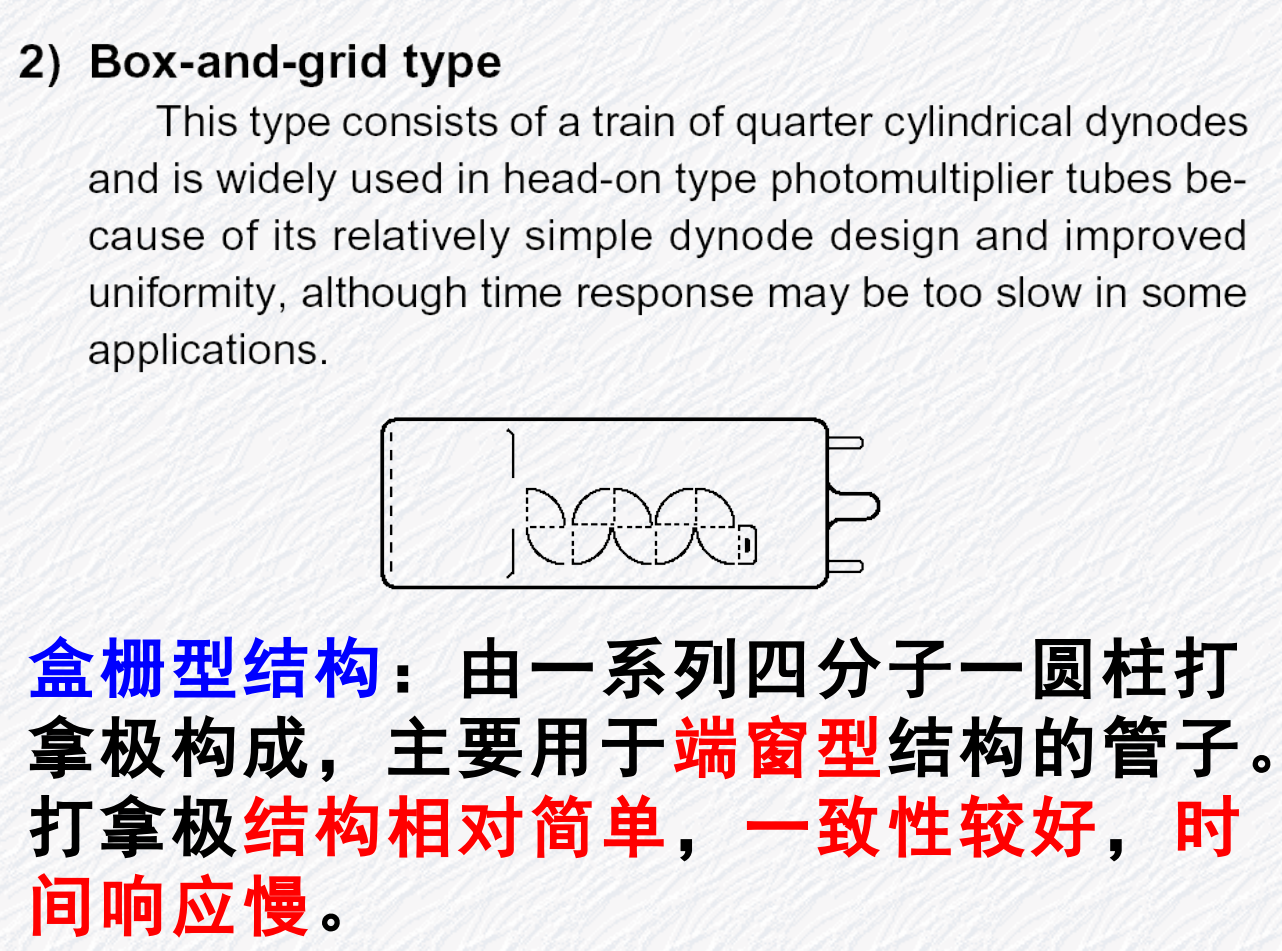 2) Box-and-grid type
This type consists of a train of quarter cylindrical dynodes
and is widely used in head-on type photomultiplier tubes be-
cause of its relatively simple dynode design and improved
uniformity, although time response may be too slow in some
applications.
盒栅型结构：由一系列四分子一圆柱打
拿极构成，主要用于端窗型结构的管子。
打拿极结构相对简单，一致性较好，时
间响应慢。